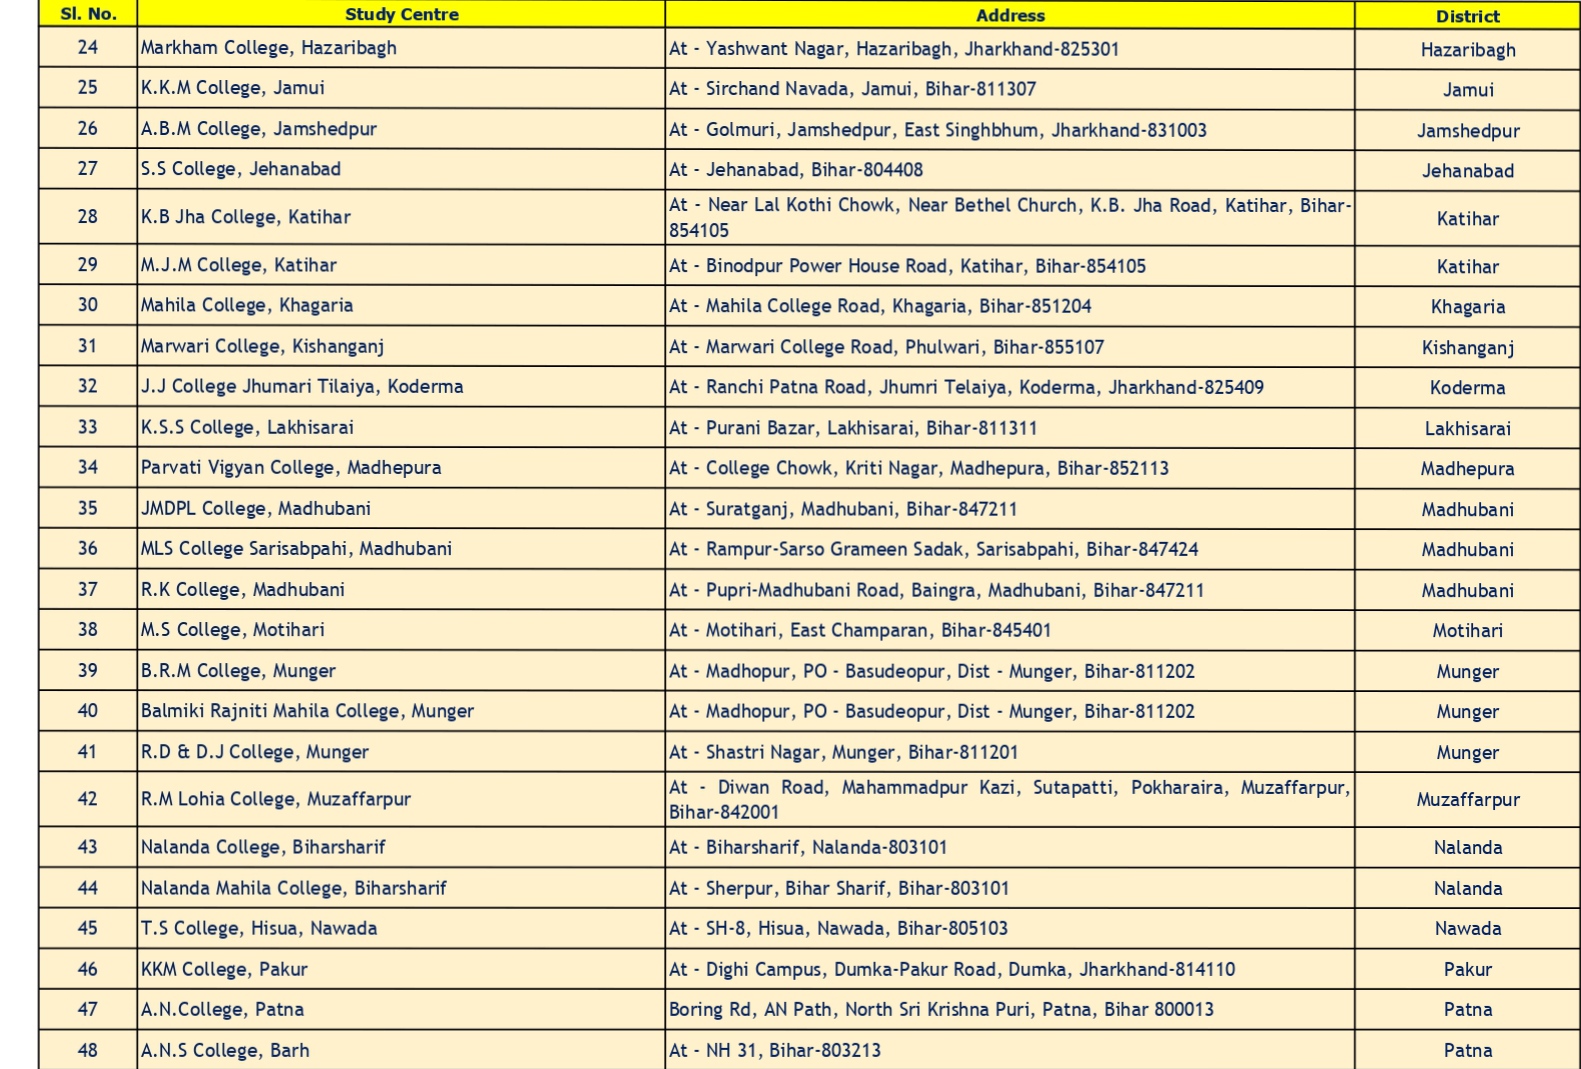 Sl. No. Study Centre Address District
24 Markham College, Hazaribagh At - Yashwant Nagar, Hazaribagh, Jharkhand-825301 Hazaribagh
25 K.K.M College, Jamui At - Sirchand Navada, Jamui, Bihar-811307 Jamui
26 A.B.M College, Jamshedpur At - Golmuri, Jamshedpur, East Singhbhum, Jharkhand-831003 Jamshedpur
27 S.S College, Jehanabad At - Jehanabad, Bihar-804408 Jehanabad
28 K.B Jha College, Katihar At - Near Lal Kothi Chowk, Near Bethel Church, K.B. Jha Road, Katihar, Bihar-
854105 Katihar
29 M.J.M College, Katihar At - Binodpur Power House Road, Katihar, Bihar-854105 Katihar
30 Mahila College, Khagaria At - Mahila College Road, Khagaria, Bihar-851204 Khagaria
31 Marwari College, Kishanganj At - Marwari College Road, Phulwari, Bihar-855107 Kishanganj
32 J.J College Jhumari Tilaiya, Koderma At - Ranchi Patna Road, Jhumri Telaiya, Koderma, Jharkhand-825409 Koderma
33 K.S.S College, Lakhisarai At - Purani Bazar, Lakhisarai, Bihar-811311 Lakhisarai
34 Parvati Vigyan College, Madhepura At - College Chowk, Kriti Nagar, Madhepura, Bihar-852113 Madhepura
35 JMDPL College, Madhubani At - Suratganj, Madhubani, Bihar-847211 Madhubani
36 MLS College Sarisabpahi, Madhubani At - Rampur-Sarso Grameen Sadak, Sarisabpahi, Bihar-847424 Madhubani
37 R.K College, Madhubani At - Pupri-Madhubani Road, Baingra, Madhubani, Bihar-847211 Madhubani
38 M.S College, Motihari At - Motihari, East Champaran, Bihar-845401 Motihari
39 B.R.M College, Munger At - Madhopur, PO - Basudeopur, Dist - Munger, Bihar-811202 Munger
40 Balmiki Rajniti Mahila College, Munger At - Madhopur, PO - Basudeopur, Dist - Munger, Bihar-811202 Munger
41 R.D & D.J College, Munger At - Shastri Nagar, Munger, Bihar-811201 Munger
42 R.M Lohia College, Muzaffarpur At - Diwan Road, Mahammadpur Kazi, Sutapatti, Pokharaira, Muzaffarpur,
Bihar-842001 Muzaffarpur
43 Nalanda College, Biharsharif At - Biharsharif, Nalanda-803101 Nalanda
44 Nalanda Mahila College, Biharsharif At - Sherpur, Bihar Sharif, Bihar-803101 Nalanda
45 T.S College, Hisua, Nawada At - SH-8, Hisua, Nawada, Bihar-805103 Nawada
46 KKM College, Pakur At - Dighi Campus, Dumka-Pakur Road, Dumka, Jharkhand-814110 Pakur
47 A.N.College, Patna Boring Rd, AN Path, North Sri Krishna Puri, Patna, Bihar 800013 Patna
48 A.N.S College, Barh At - NH 31, Bihar-803213 Patna